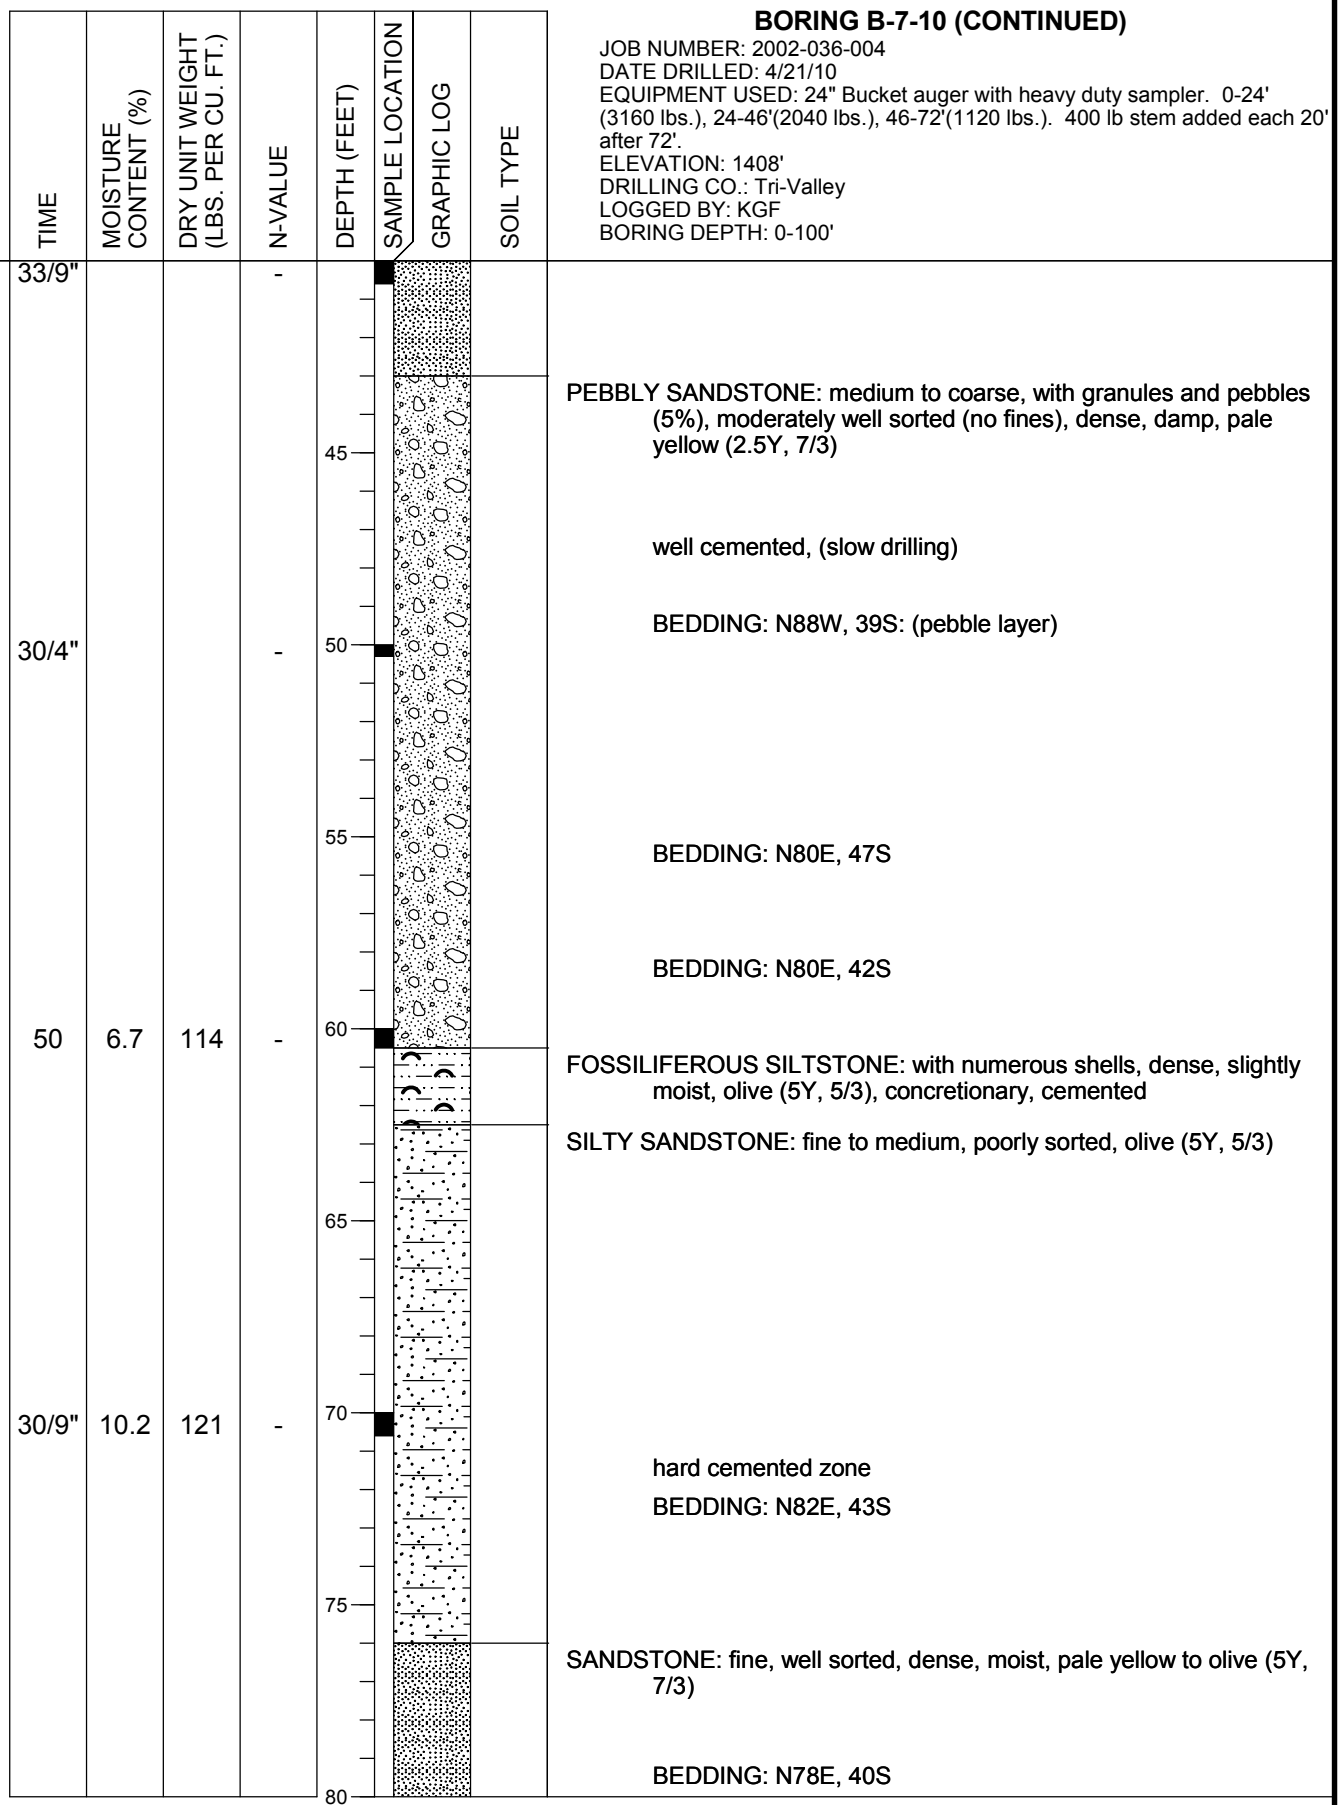 BORING B-7-10 (CONTINUED)
JOB NUMBER: 2002-036-004
DATE DRILLED: 4/21/10
EQUIPMENT USED: 24" Bucket auger with heavy duty sampler. 0-24'
(3160 lbs.), 24-46'(2040 lbs.), 46-72'(1120 lbs.). 400 lb stem added each 20'
after 72'.
ELEVATION: 1408'
DRILLING CO.: Tri-Valley
LOGGED BY: KGF
BORING DEPTH: 0-100'
TIME
MOISTURE
CONTENT (%)
DRY UNIT WEIGHT
(LBS. PER CU. FT.)
N-VALUE
DEPTH (FEET)
SAMPLE LOCATION
GRAPHIC LOG
SOIL TYPE
33/9" -
PEBBLY SANDSTONE: medium to coarse, with granules and pebbles
(5%), moderately well sorted (no fines), dense, damp, pale
45 yellow (2.5Y, 7/3)
well cemented, (slow drilling)
BEDDING: N88W, 39S: (pebble layer)
30/4" - 50
55
BEDDING: N80E, 47S
BEDDING: N80E, 42S
50 6.7 114 - 60
FOSSILIFEROUS SILTSTONE: with numerous shells, dense, slightly
moist, olive (5Y, 5/3), concretionary, cemented
SILTY SANDSTONE: fine to medium, poorly sorted, olive (5Y, 5/3)
65
30/9" 10.2 121 - 70
hard cemented zone
BEDDING: N82E, 43S
75
SANDSTONE: fine, well sorted, dense, moist, pale yellow to olive (5Y,
7/3)
BEDDING: N78E, 40S
80